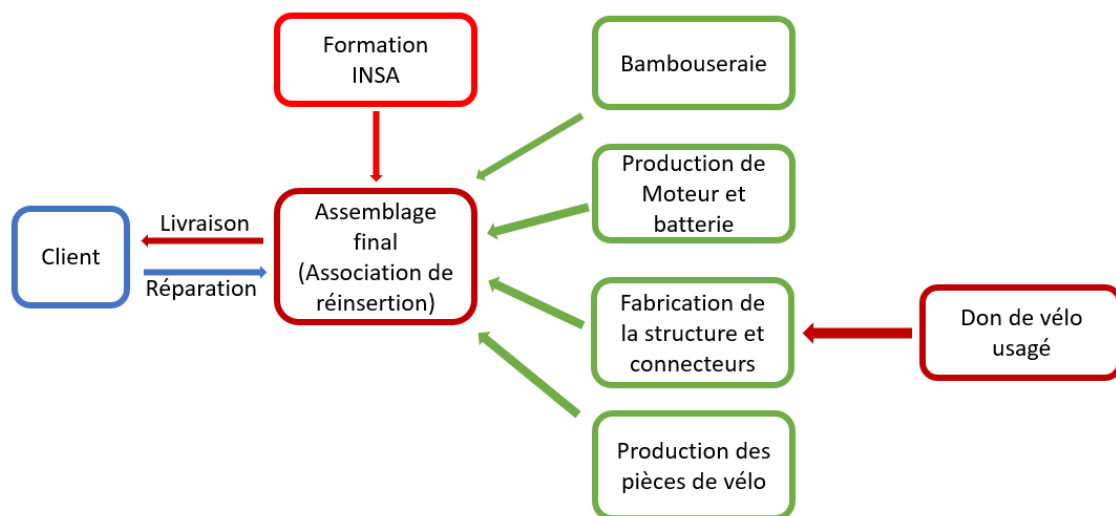 Formation
INSA
Bambouseraie
Production de
Moteur et
batterie
Livraison
Client
Réparation
Assemblage
final
(Association de
réinsertion)
Fabrication de
la structure et
connecteurs
Don de vélo
usagé
Production des
pièces de vélo